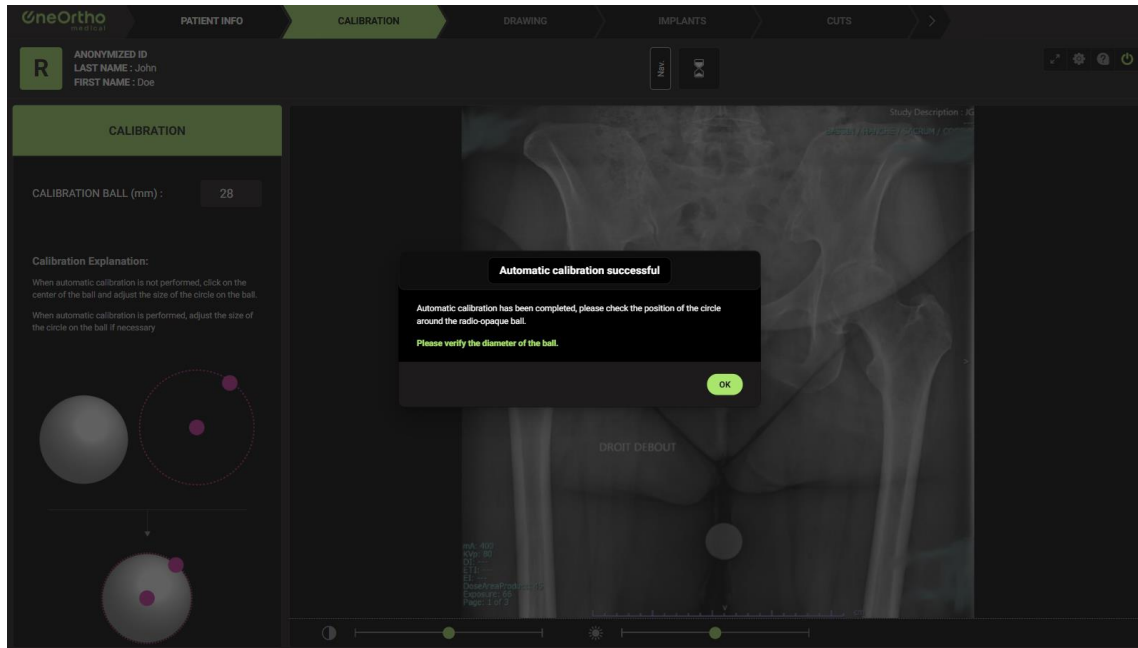 OneOrtho
medical
PATIENT INFO
CALIBRATION
DRAWING
IMPLANTS
CUTS
R
ANONYMIZED ID
LAST NAME : John
FIRST NAME : Doe
Nav.
CALIBRATION
CALIBRATION BALL (mm) :
28
Calibration Explanation:
When automatic calibration is not performed, click on the
center of the ball and adjust the size of the circle on the ball.
When automatic calibration is performed, adjust the size of
the circle on the ball if necessary
Study Description :
Automatic calibration successful
Automatic calibration has been completed, please check the position of the circle
around the radio-opaque ball.
Please verify the diameter of the ball.
OK
DROIT DEBOUT
mA: 400
KVp: 80
DI: ---
EI: ---
Exposure: 66
Page: 1 of 3